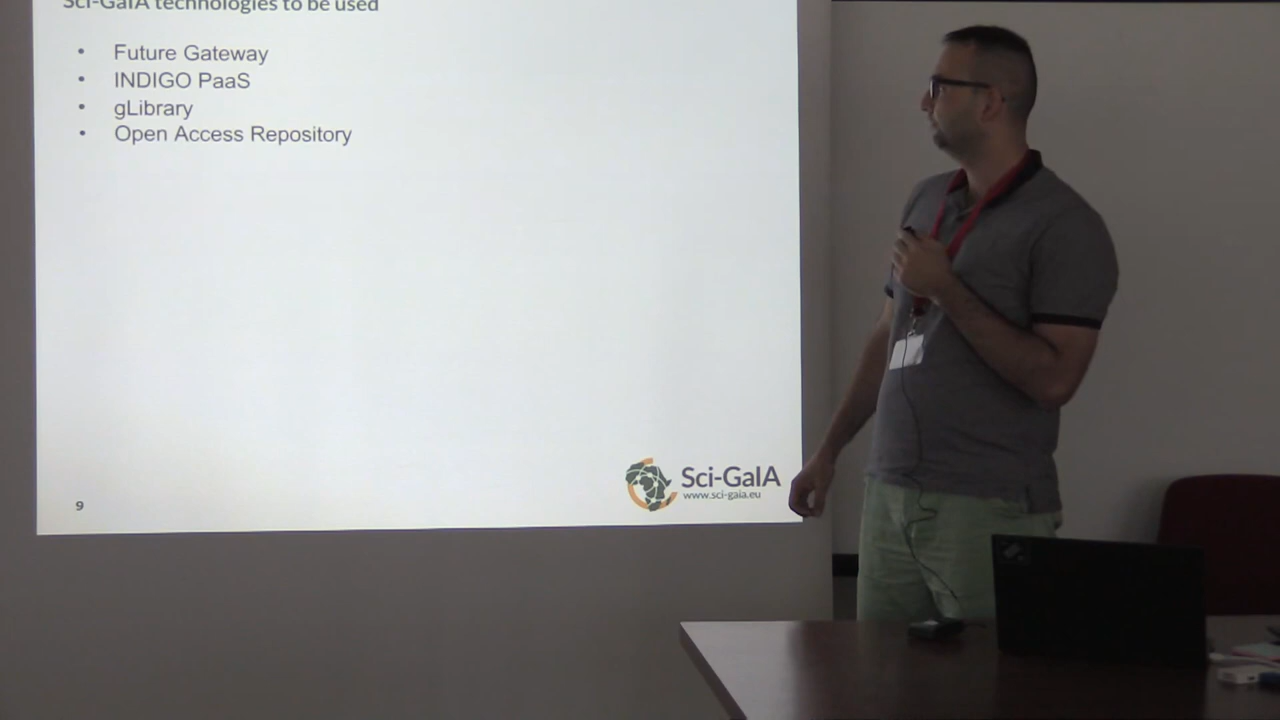 Sci-GaIA technologies to be used
• Future Gateway
• INDIGO PaaS
• gLibrary
• Open Access Repository
Sci-GaIA
www.sci-gaia.eu
9